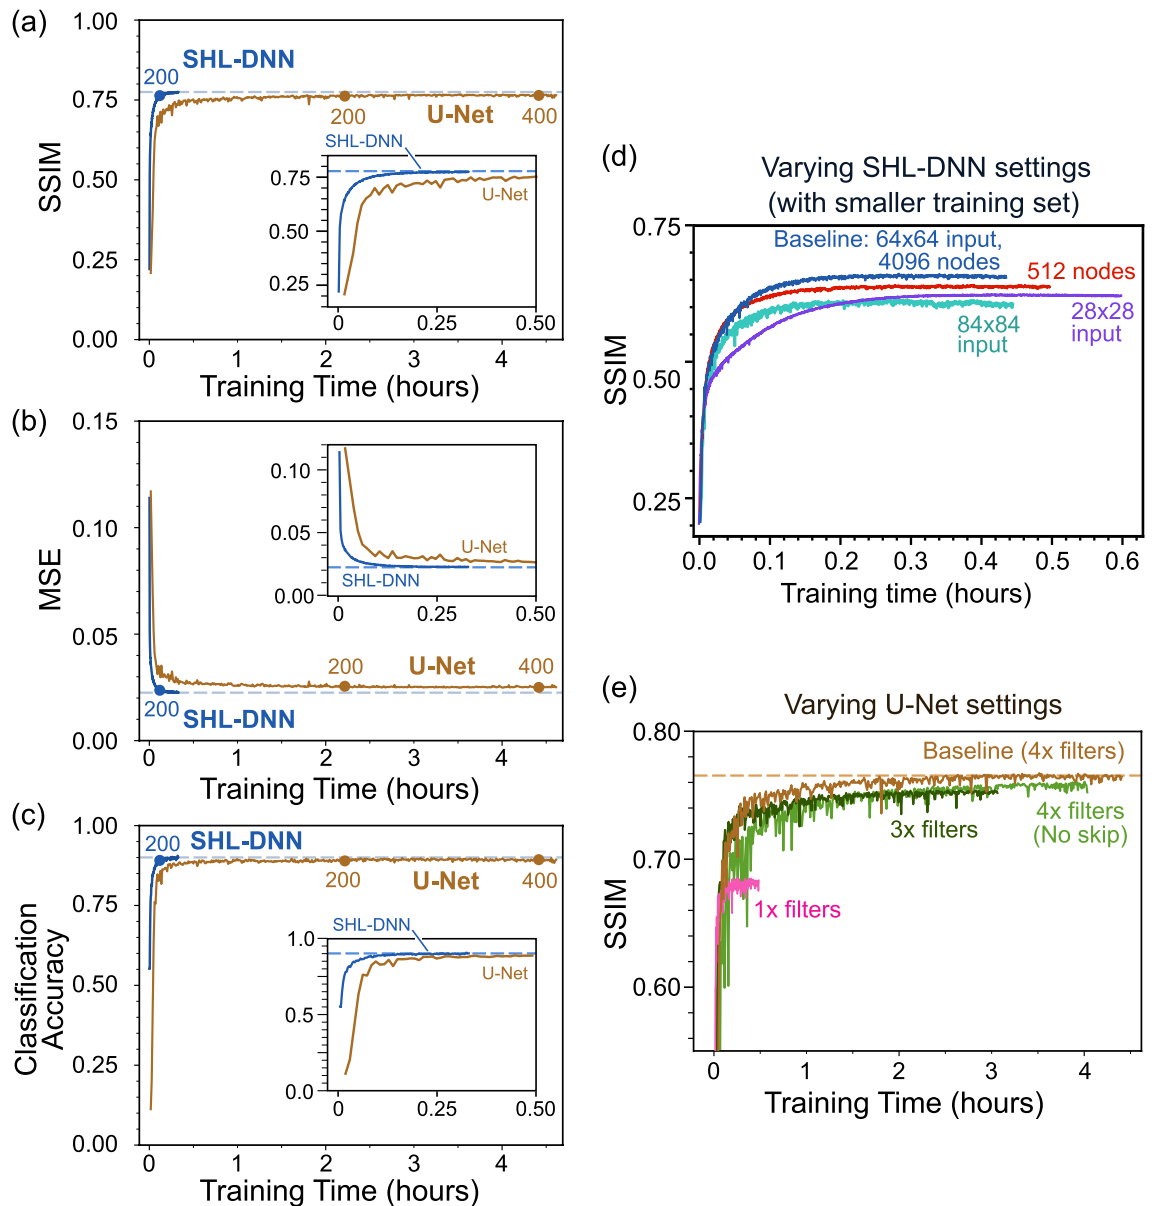 (a)
1.00
0.75
0.50
0.25
0.00
SSIM
SHL-DNN
200
200
U-Net
400
SHL-DNN
U-Net
0.75
0.50
0.25
0
0.25
0.50
0
1
2
3
4
Training Time (hours)
(b)
0.15
0.10
0.05
0.00
MSE
0.10
0.05
0.00
U-Net
SHL-DNN
0
0.25
0.50
200
U-Net
400
200
SHL-DNN
0
1
2
3
4
Training Time (hours)
(c)
1.00
0.75
0.50
0.25
0.00
Classification
Accuracy
200
SHL-DNN
200
U-Net
400
SHL-DNN
U-Net
1.0
0.5
0.0
0
0.25
0.50
0
1
2
3
4
Training Time (hours)
(d)
Varying SHL-DNN settings
(with smaller training set)
0.75
0.50
0.25
SSIM
Baseline: 64x64 input,
4096 nodes
512 nodes
84x84
input
28x28
input
0.0
0.1
0.2
0.3
0.4
0.5
0.6
Training time (hours)
(e)
Varying U-Net settings
0.80
0.70
0.60
SSIM
Baseline (4x filters)
3x filters
4x filters
(No skip)
1x filters
0
1
2
3
4
Training Time (hours)